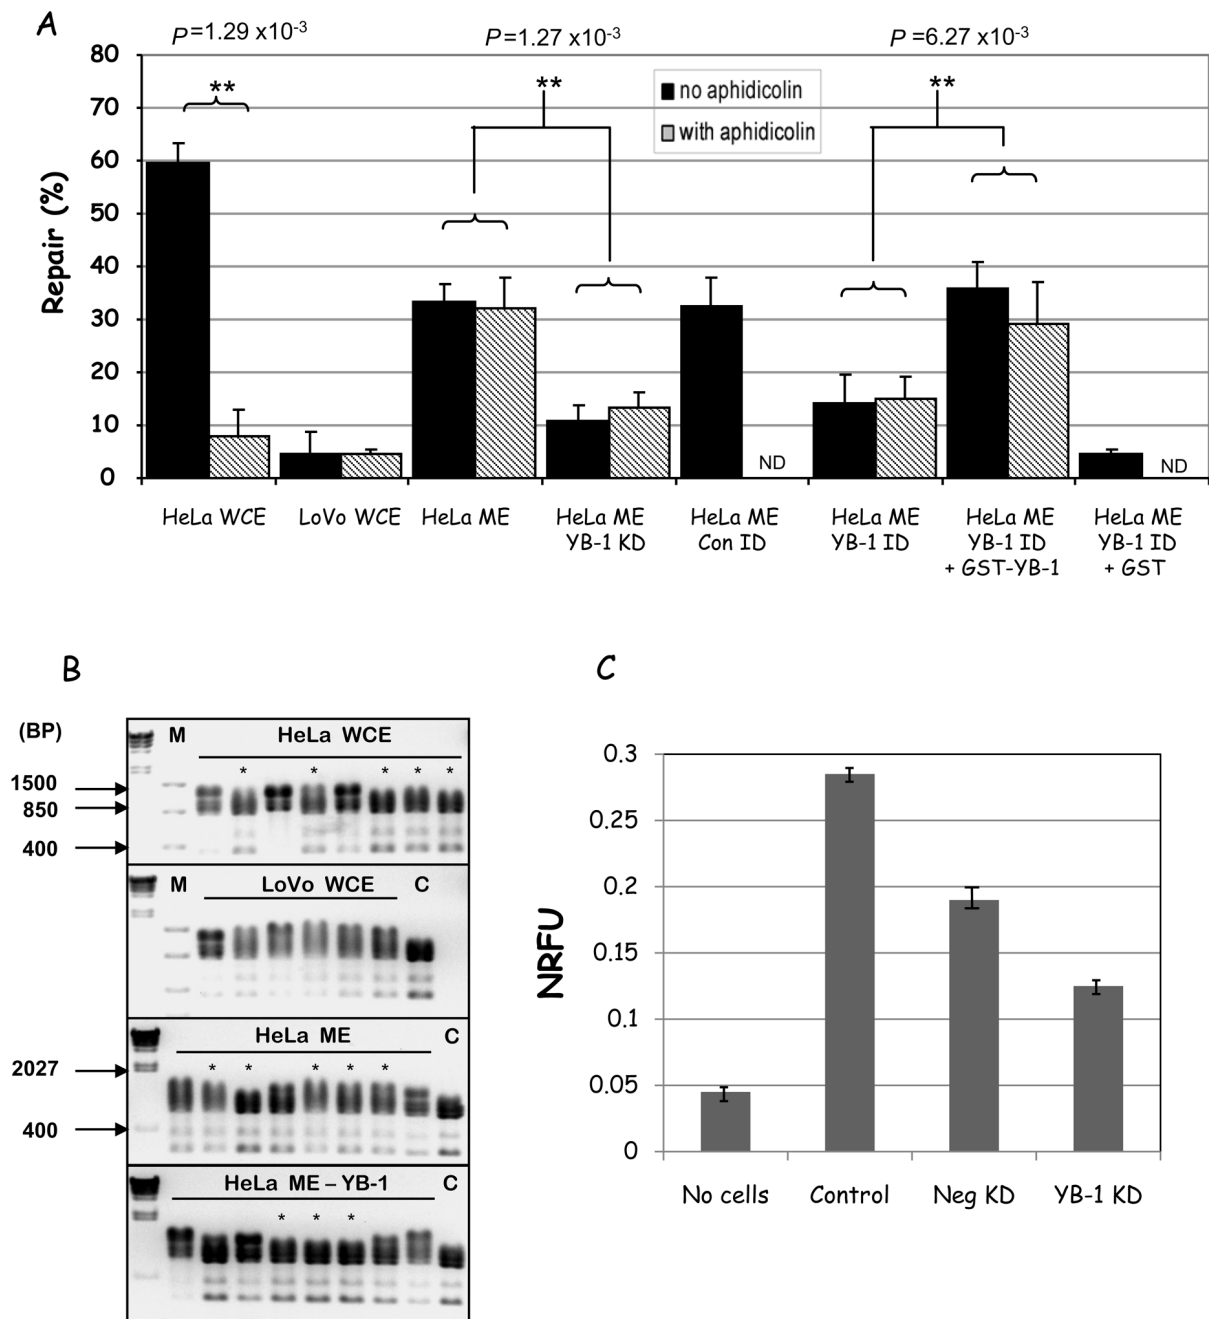 A
P=1.29 x10-3
P=1.27 x10-3
P =6.27 x10-3
80
70
60
50
40
30
20
10
0
Repair (%)
**
**
**
no aphidicolin
with aphidicolin
ND
ND
HeLa WCE
LoVo WCE
HeLa ME
HeLa ME
YB-1 KD
HeLa ME
Con ID
HeLa ME
YB-1 ID
HeLa ME
YB-1 ID
+ GST-YB-1
HeLa ME
YB-1 ID
+ GST
B
(BP)
M
HeLa WCE
* * * * *
1500
850
400
M
LoVo WCE
C
HeLa ME
C
* * * * *
2027
400
HeLa ME – YB-1
C
* * *
C
0.3
0.25
0.2
0.15
0.1
0.05
0
NRFU
No cells
Control
Neg KD
YB-1 KD